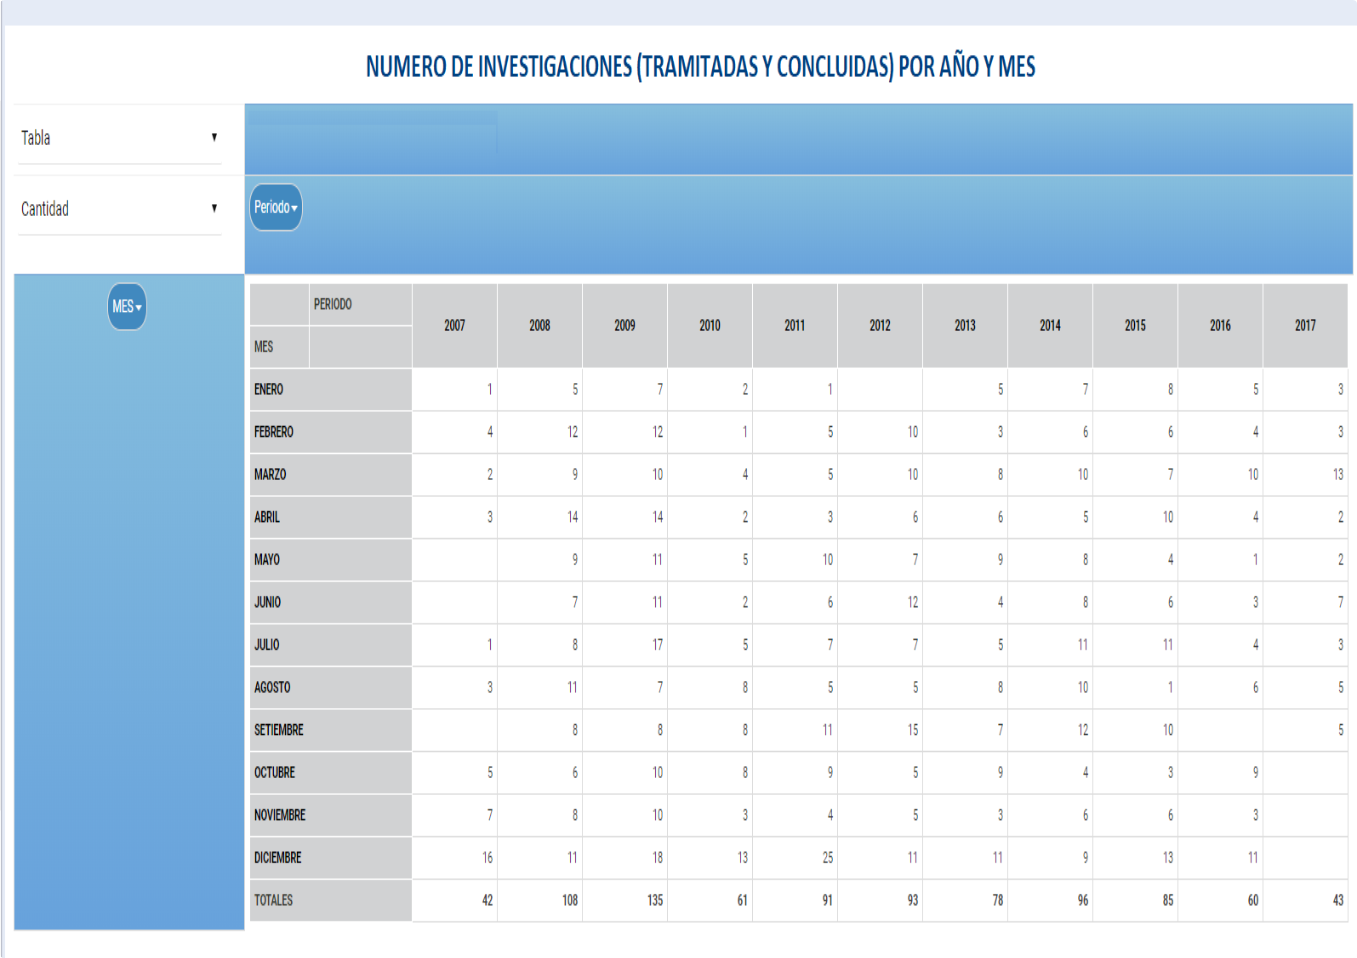 NUMERO DE INVESTIGACIONES (TRAMITADAS Y CONCLUIDAS) POR AÑO Y MES
Tabla
Cantidad
Periodo
MES
PERIODO
2007 2008 2009 2010 2011 2012 2013 2014 2015 2016 2017
MES
ENERO 1 5 7 2 1 5 7 8 5 3
FEBRERO 4 12 12 1 5 10 3 6 6 4 3
MARZO 2 9 10 4 5 10 8 10 7 10 13
ABRIL 3 14 14 2 3 6 6 5 10 4 2
MAYO 9 11 5 10 7 9 8 4 1 2
JUNIO 7 11 2 6 12 4 8 6 3 7
JULIO 1 8 17 5 7 7 5 11 11 4 3
AGOSTO 3 11 7 8 5 5 8 10 1 6 5
SETIEMBRE 8 8 8 11 15 7 12 10 5
OCTUBRE 5 6 10 8 9 5 9 4 3 9
NOVIEMBRE 7 8 10 3 4 5 3 6 6 3
DICIEMBRE 16 11 18 13 25 11 11 9 13 11
TOTALES 42 108 135 61 91 93 78 96 85 60 43